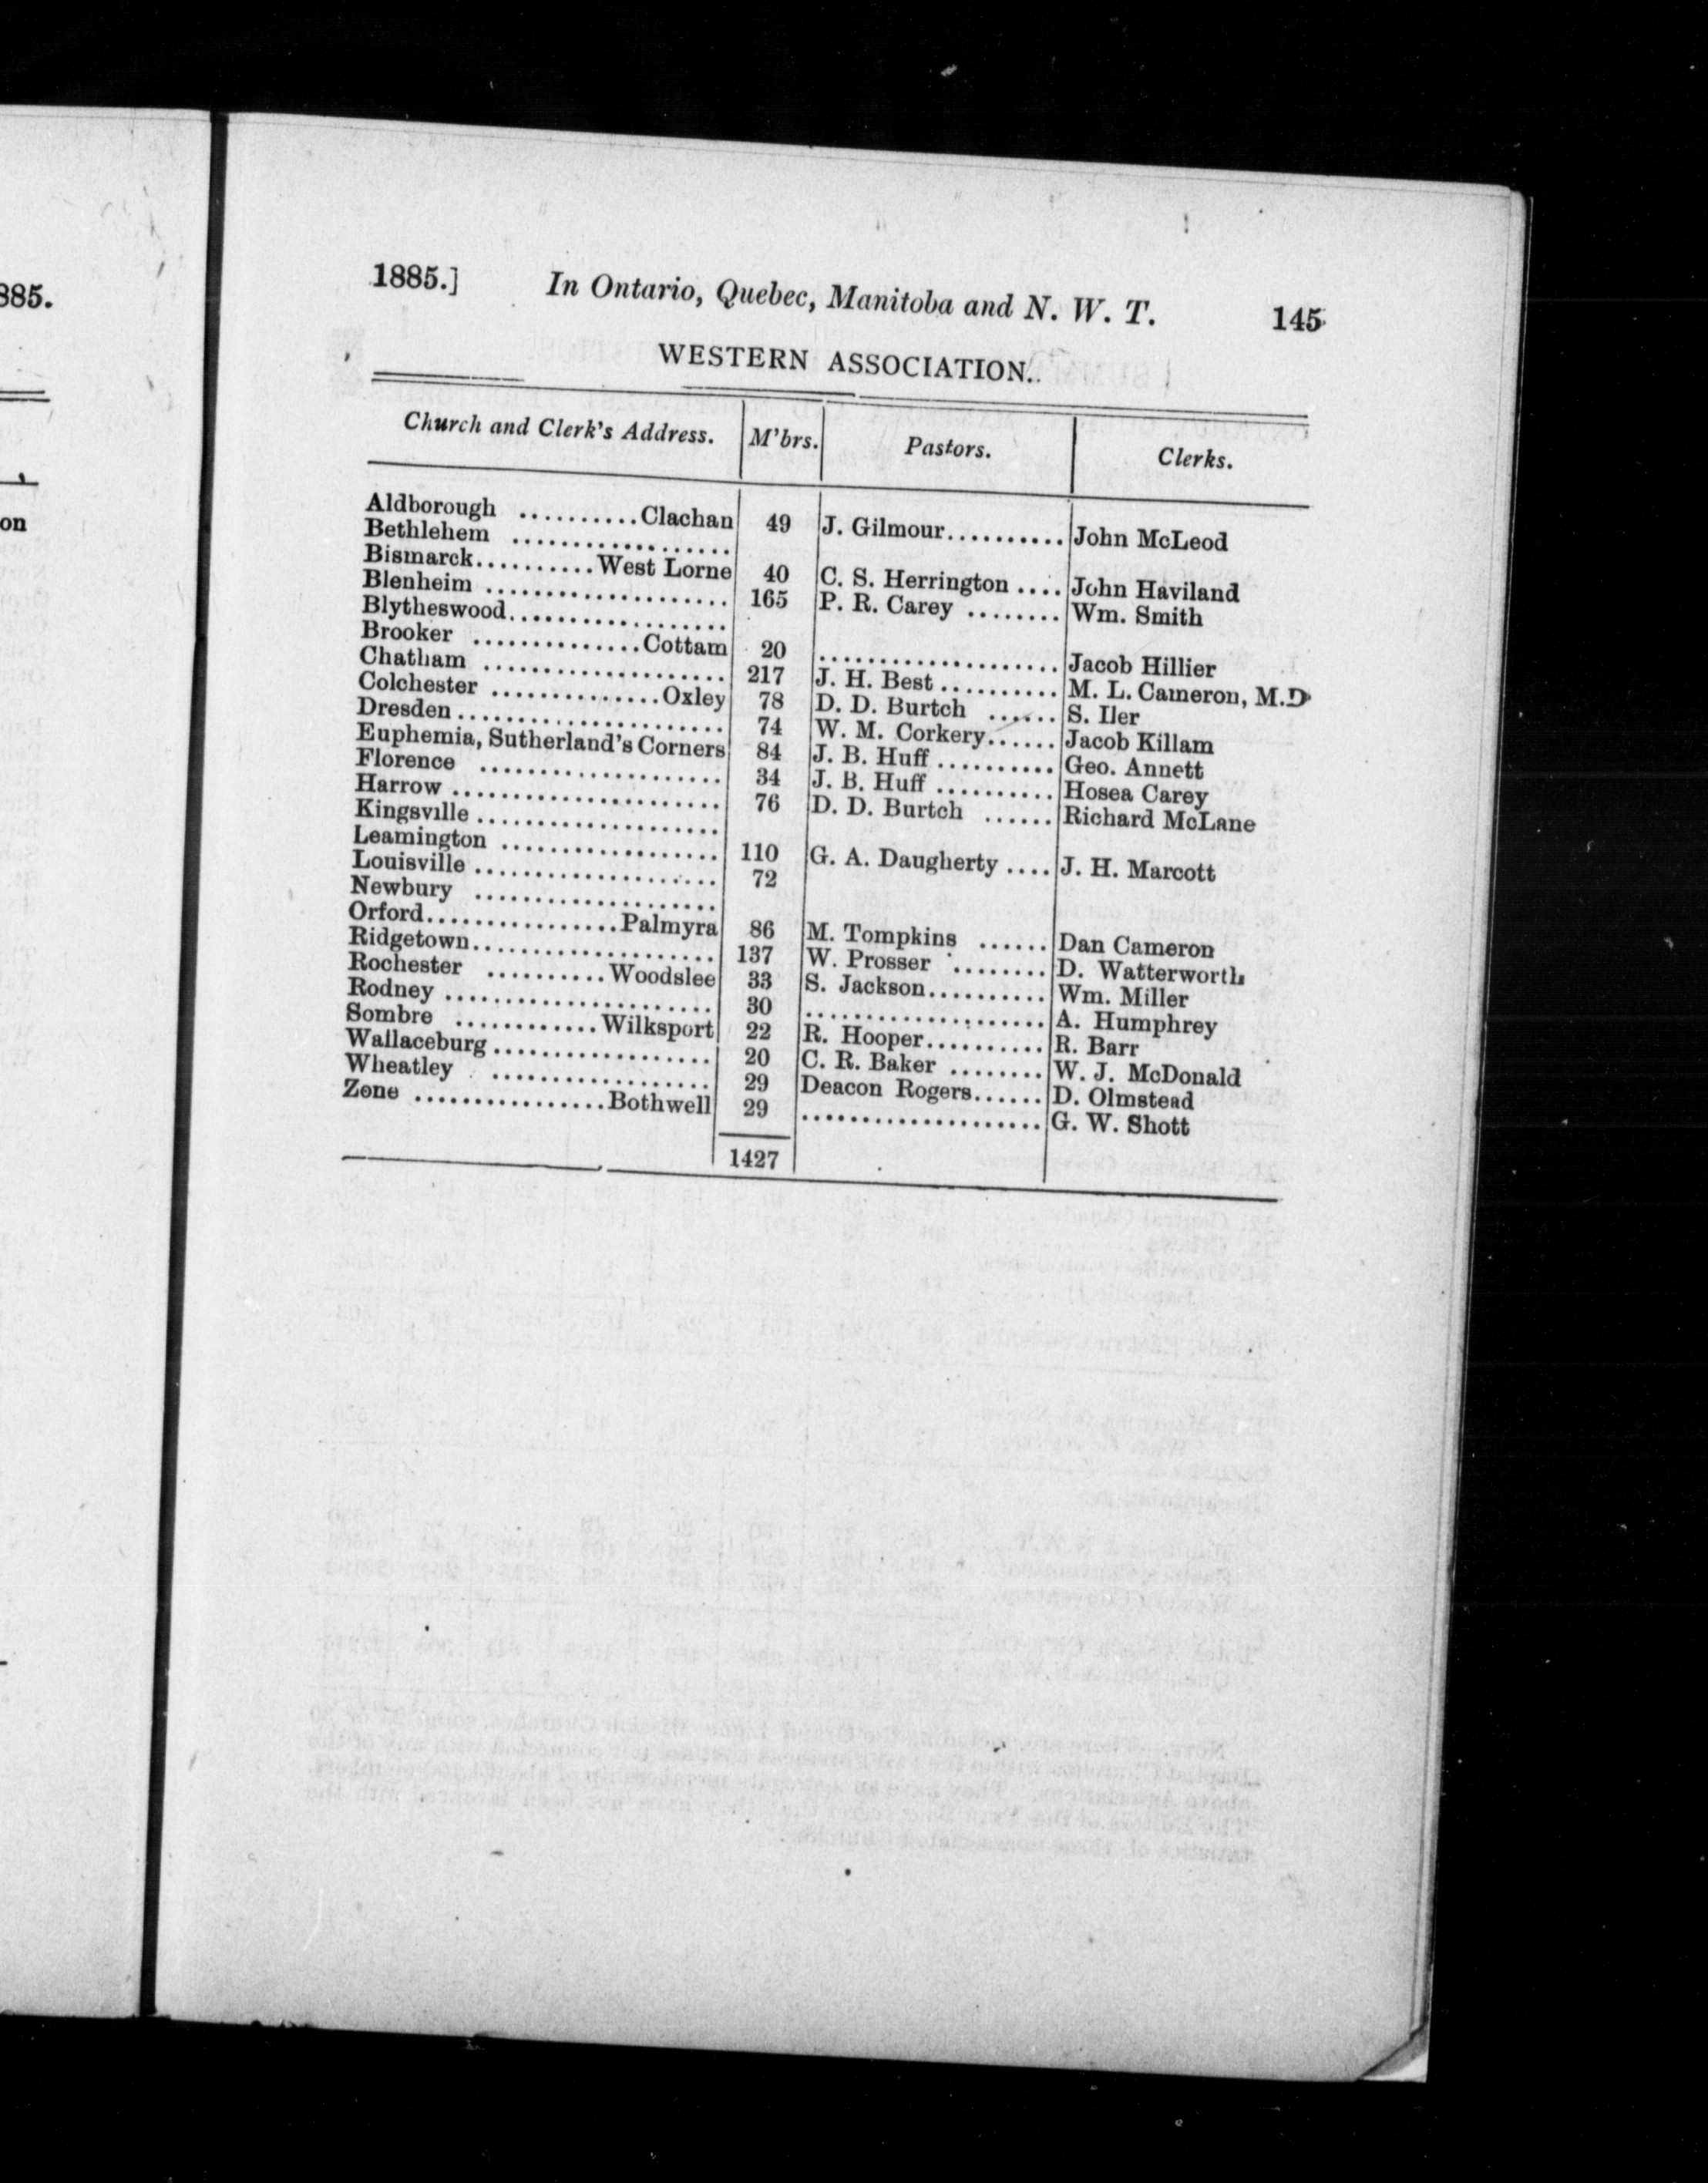 885.
on
1885.] In Ontario, Quebec, Manitoba and N. W. T. 145
WESTERN ASSOCIATION.
Church and Clerk's Address. M'brs. Pastors. Clerks.
Aldborough ..........Clachan 49 J. Gilmour.......... John McLeod
Bethlehem ..................
Bismarck..........West Lorne 40 C. S. Herrington .... John Haviland
Blenheim .................... 165 P. R. Carey ........ Wm. Smith
Blytheswood..................
Brooker ..............Cottam 20 .................... Jacob Hillier
Chatham .................... 217 J. H. Best .......... M. L. Cameron, M.D
Colchester ..............Oxley 78 D. D. Burtch ...... S. Iler
Dresden...................... 74 W. M. Corkery...... Jacob Killam
Euphemia, Sutherland's Corners 84 J. B. Huff .......... Geo. Annett
Florence .................... 34 J. B. Huff .......... Hosea Carey
Harrow ...................... 76 D. D. Burtch ...... Richard McLane
Kingsville ....................
Leamington .................. 110 G. A. Daugherty .... J. H. Marcott
Louisville .................... 72
Newbury ....................
Orford................Palmyra 86 M. Tompkins ...... Dan Cameron
Ridgetown.................... 137 W. Prosser ........ D. Watterworth
Rochester ..........Woodslee 33 S. Jackson.......... Wm. Miller
Rodney ...................... 30 .................... A. Humphrey
Sombre ............Wilksport 22 R. Hooper.......... R. Barr
Wallaceburg .................. 20 C. R. Baker ........ W. J. McDonald
Wheatley .................. 29 Deacon Rogers...... D. Olmstead
Zone ................Bothwell 29 .................... G. W. Shott
1427